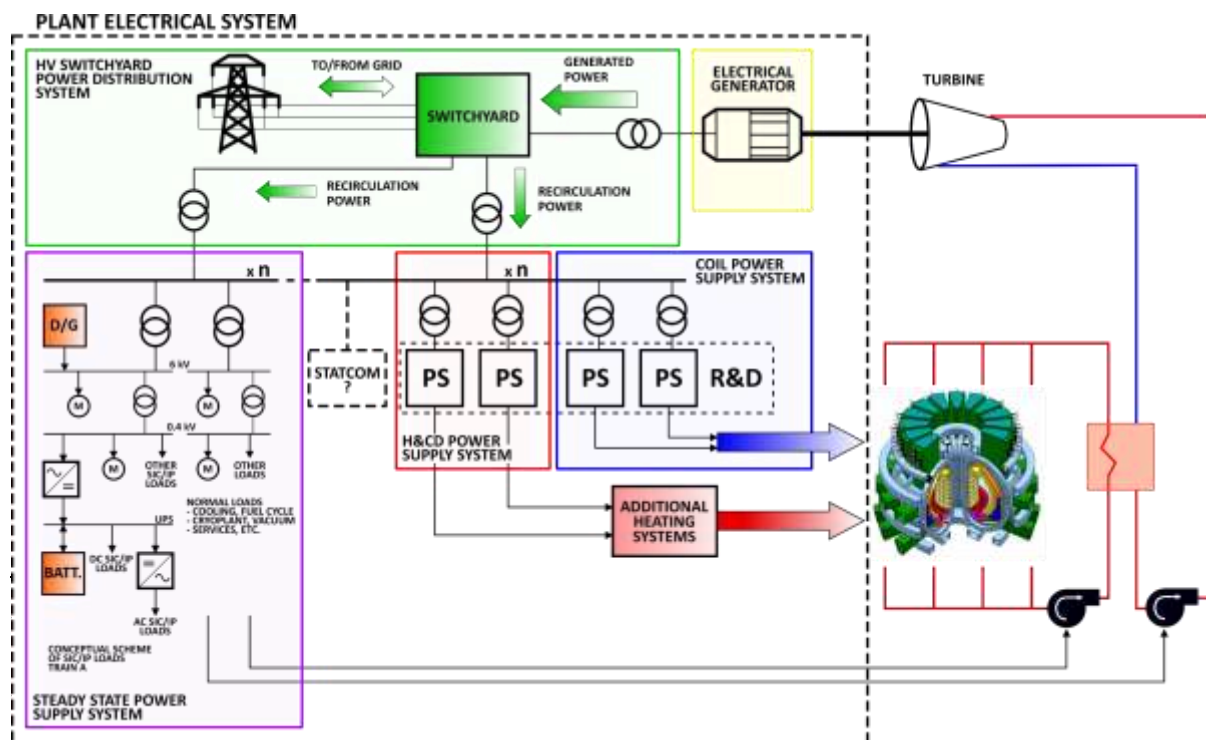 PLANT ELECTRICAL SYSTEM
HV SWITCHYARD
POWER DISTRIBUTION
SYSTEM
TO/FROM GRID
SWITCHYARD
GENERATED
POWER
ELECTRICAL
GENERATOR
TURBINE
RECIRCULATION
POWER
RECIRCULATION
POWER
x n
x n
COIL POWER
SUPPLY SYSTEM
D/G
6 kV
M
M
STATCOM
?
PS
PS
PS
PS
R&D
0.4 kV
M
OTHER
SIC/IP
LOADS
M
OTHER
LOADS
H&CD POWER
SUPPLY SYSTEM
NORMAL LOADS
- COOLING, FUEL CYCLE
- CRYOPLANT, VACUUM
- SERVICES, ETC.
UPS
BATT.
DC SIC/IP
LOADS
AC SIC/IP
LOADS
ADDITIONAL
HEATING
SYSTEMS
CONCEPTUAL SCHEME
OF SIC/IP LOADS
TRAIN A
STEADY STATE POWER
SUPPLY SYSTEM